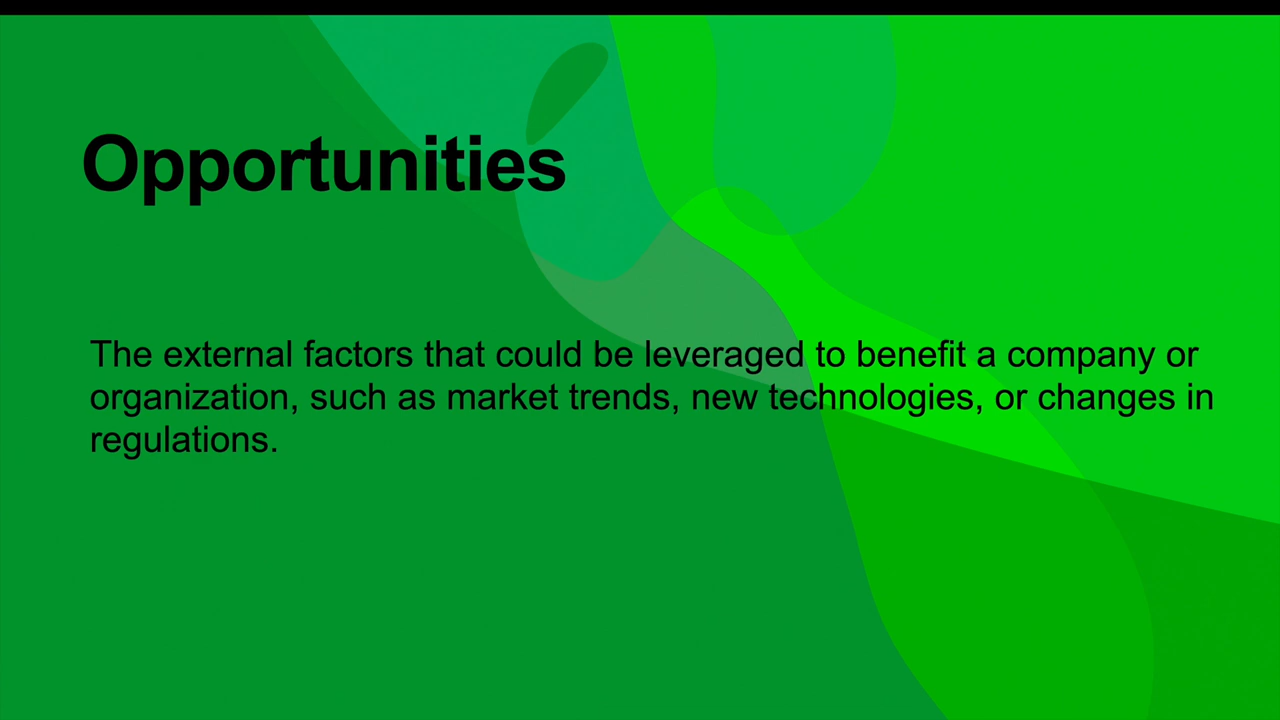 Opportunities
The external factors that could be leveraged to benefit a company or
organization, such as market trends, new technologies, or changes in
regulations.